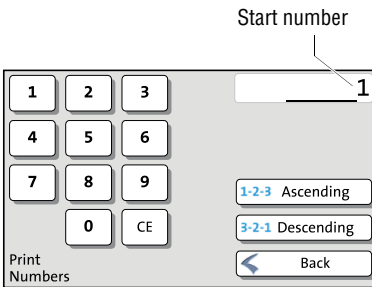 Start number
1 2 3 1
4 5 6
7 8 9 1-2-3 Ascending
0 CE 3-2-1 Descending
Print Back
Numbers